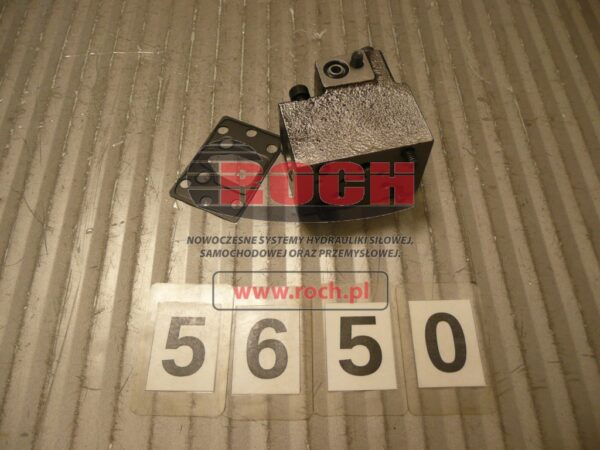 ROCH
NOWOCZESNE SYSTEMY HYDRAULIKI SIŁOWEJ,
SAMOCHODOWEJ ORAZ PRZEMYSŁOWEJ.
www.roch.pl
5650